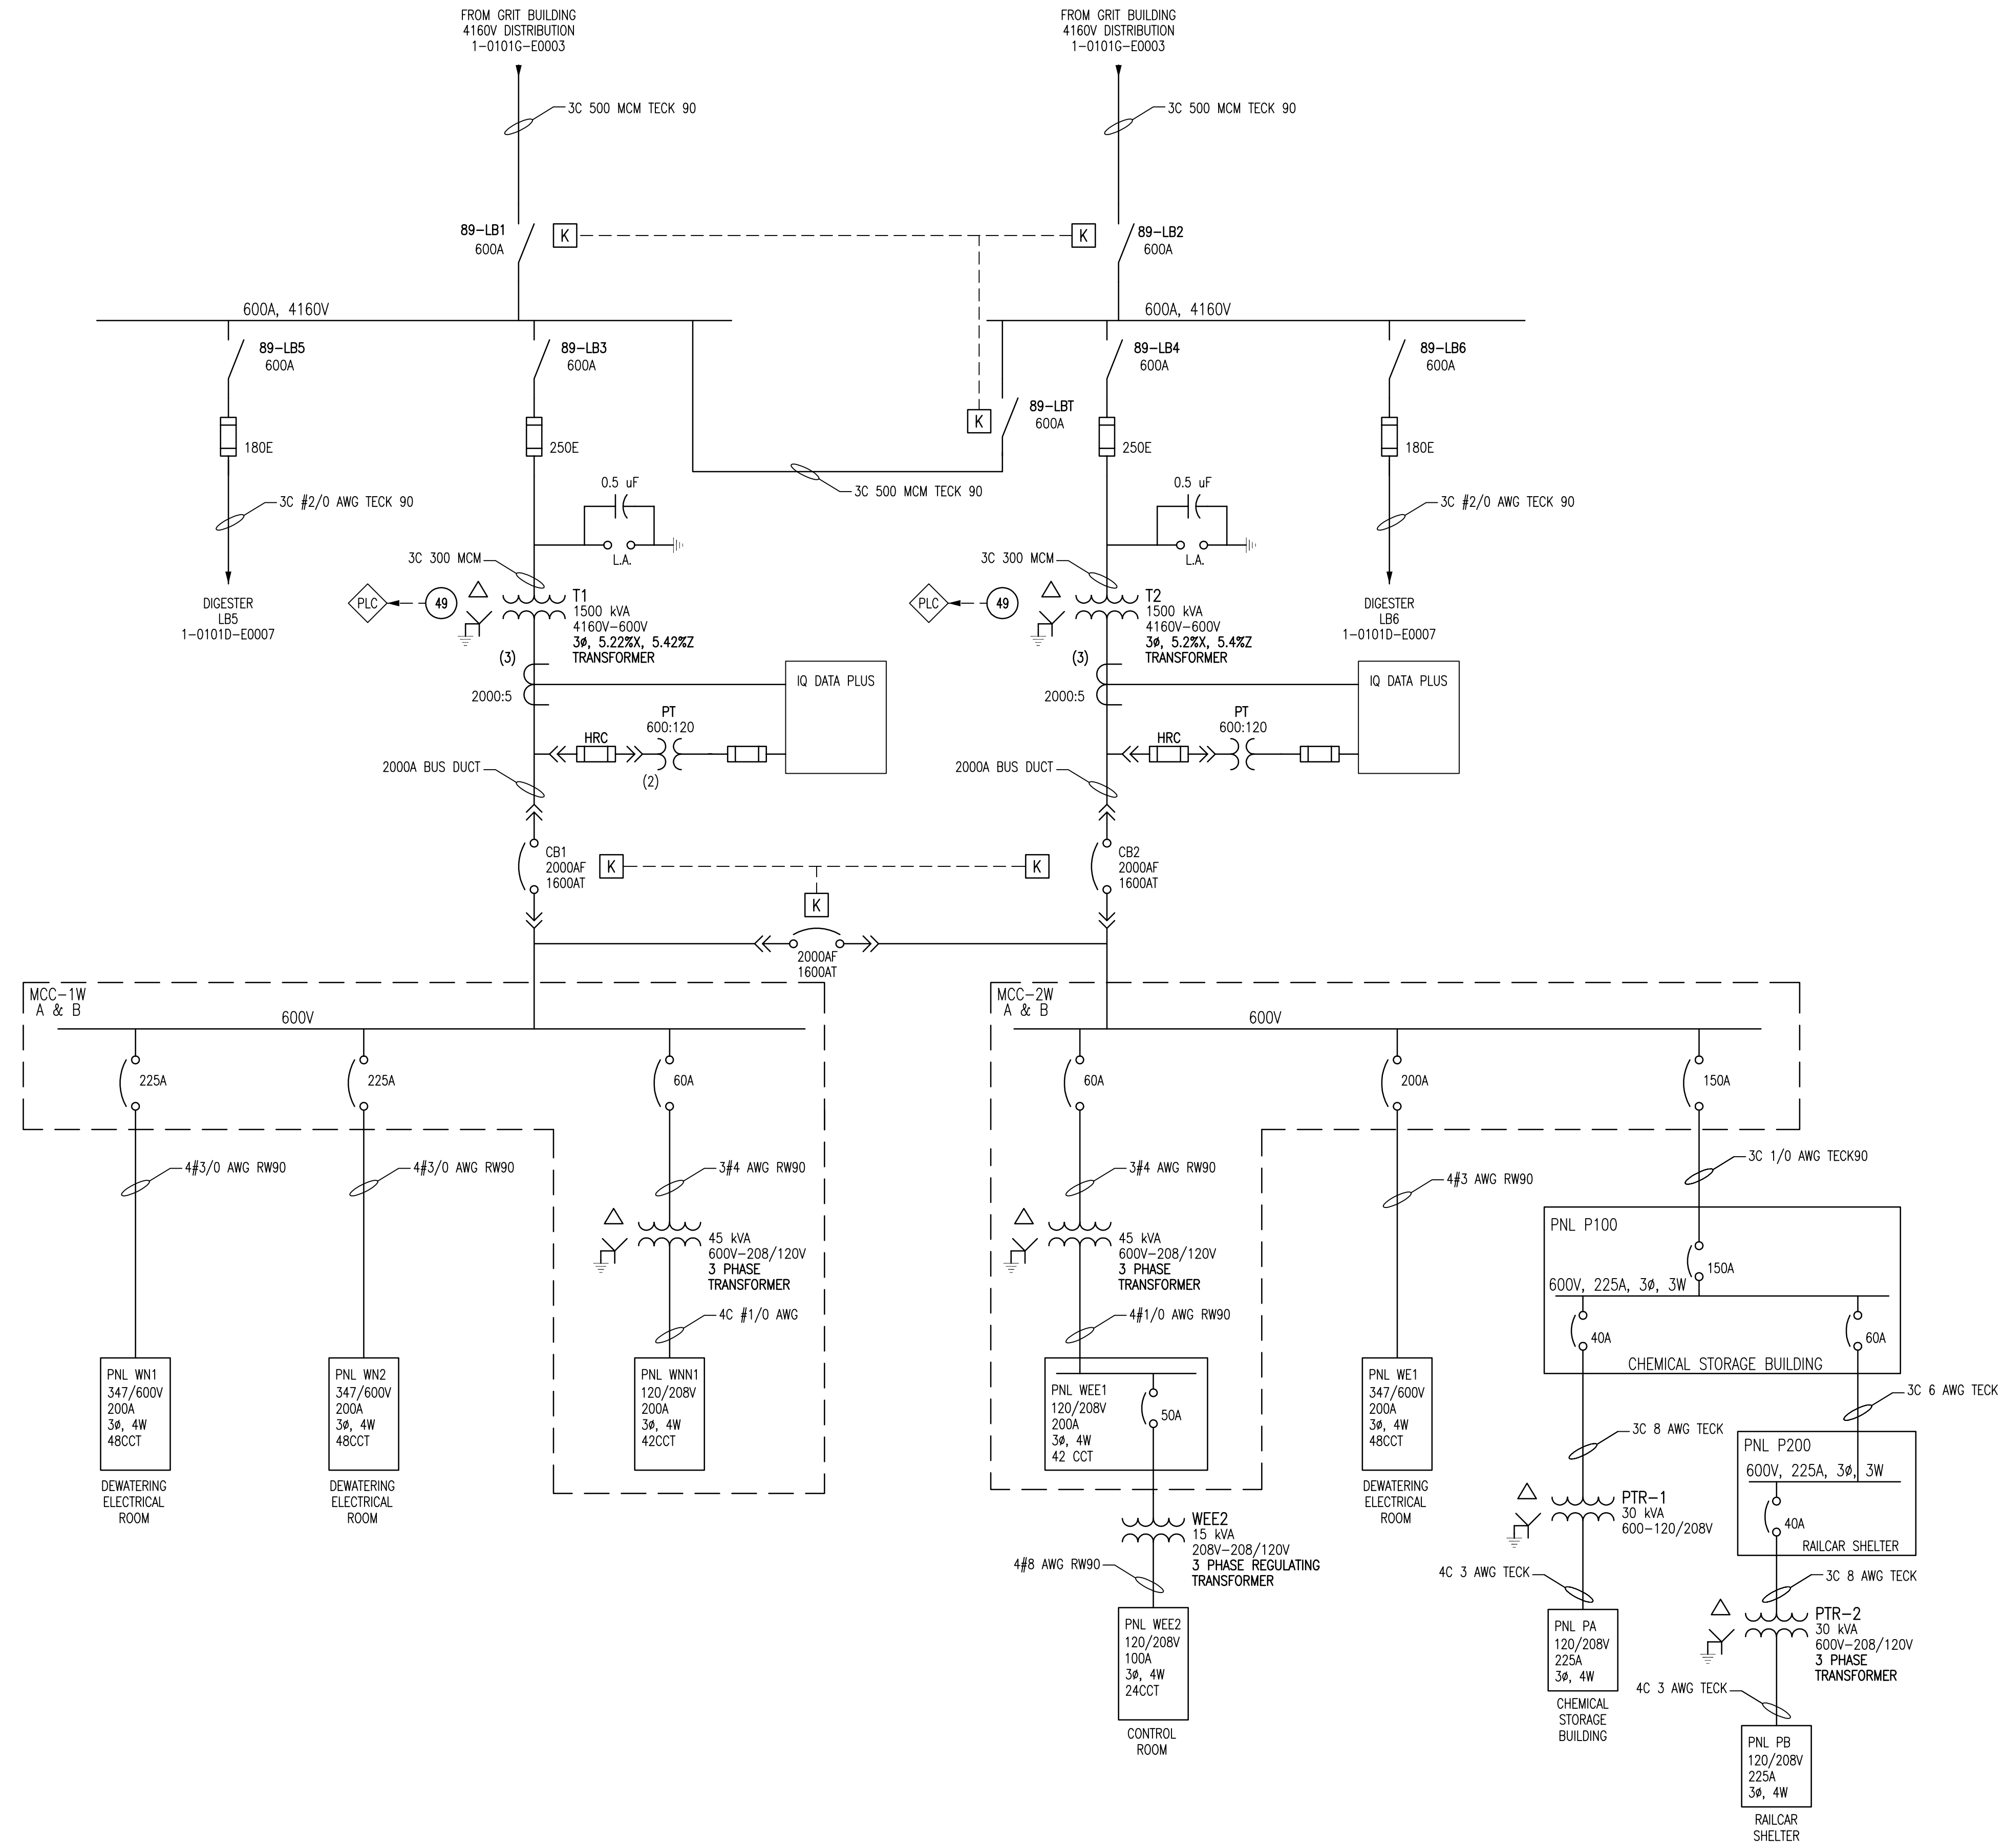 FROM GRIT BUILDING
4160V DISTRIBUTION
1-0101G-E0003
FROM GRIT BUILDING
4160V DISTRIBUTION
1-0101G-E0003
3C 500 MCM TECK 90
3C 500 MCM TECK 90
89-LB1
600A
K
K
89-LB2
600A
600A, 4160V
600A, 4160V
89-LB5
600A
89-LB3
600A
89-LB4
600A
89-LB6
600A
89-LBT
600A
K
180E
250E
250E
180E
3C 500 MCM TECK 90
0.5 uF
0.5 uF
3C #2/0 AWG TECK 90
3C #2/0 AWG TECK 90
L.A.
L.A.
3C 300 MCM
3C 300 MCM
DIGESTER
LB5
1-0101D-E0007
PLC
49
T1
1500 kVA
4160V-600V
3ø, 5.22%X, 5.42%Z
TRANSFORMER
PLC
49
T2
1500 kVA
4160V-600V
3ø, 5.2%X, 5.4%Z
TRANSFORMER
DIGESTER
LB6
1-0101D-E0007
(3)
2000:5
IQ DATA PLUS
(3)
2000:5
IQ DATA PLUS
PT
600:120
HRC
(2)
PT
600:120
HRC
2000A BUS DUCT
2000A BUS DUCT
CB1
2000AF
1600AT
K
K
K
CB2
2000AF
1600AT
2000AF
1600AT
MCC-1W
A & B
600V
MCC-2W
A & B
600V
225A
225A
60A
60A
200A
150A
4#3/0 AWG RW90
4#3/0 AWG RW90
3#4 AWG RW90
3#4 AWG RW90
4#3 AWG RW90
3C 1/0 AWG TECK90
45 kVA
600V-208/120V
3 PHASE
TRANSFORMER
45 kVA
600V-208/120V
3 PHASE
TRANSFORMER
PNL P100
150A
600V, 225A, 3ø, 3W
40A
60A
CHEMICAL STORAGE BUILDING
4C #1/0 AWG
4#1/0 AWG RW90
PNL WN1
347/600V
200A
3ø, 4W
48CCT
DEWATERING
ELECTRICAL
ROOM
PNL WN2
347/600V
200A
3ø, 4W
48CCT
DEWATERING
ELECTRICAL
ROOM
PNL WNN1
120/208V
200A
3ø, 4W
42CCT
PNL WEE1
120/208V
200A
3ø, 4W
42 CCT
50A
PNL WE1
347/600V
200A
3ø, 4W
48CCT
DEWATERING
ELECTRICAL
ROOM
3C 6 AWG TECK
3C 8 AWG TECK
PNL P200
600V, 225A, 3ø, 3W
40A
RAILCAR SHELTER
WEE2
15 kVA
208V-208/120V
3 PHASE REGULATING
TRANSFORMER
4#8 AWG RW90
PTR-1
30 kVA
600-120/208V
4C 3 AWG TECK
3C 8 AWG TECK
PNL WEE2
120/208V
100A
3ø, 4W
24CCT
CONTROL
ROOM
PNL PA
120/208V
225A
3ø, 4W
CHEMICAL
STORAGE
BUILDING
PTR-2
30 kVA
600V-208/120V
3 PHASE
TRANSFORMER
4C 3 AWG TECK
PNL PB
120/208V
225A
3ø, 4W
RAILCAR
SHELTER